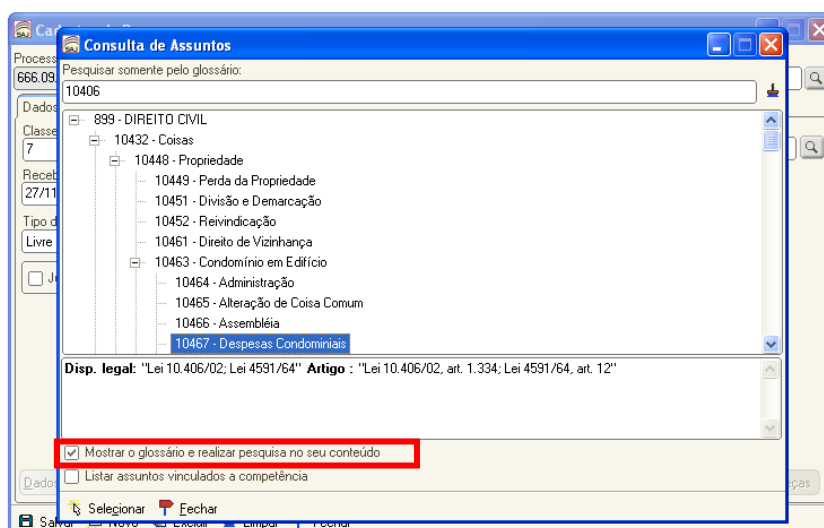 Consulta de Assuntos
Process
Pesquisar somente pelo glossário:
666.09.
10406
Dados
899 - DIREITO CIVIL
Classe
10432 - Coisas
7
10448 - Propriedade
10449 - Perda da Propriedade
Receb
10451 - Divisão e Demarcação
27/11
10452 - Reivindicação
Tipo d
10461 - Direito de Vizinhança
Livre
10463 - Condomínio em Edifício
10464 - Administração
10465 - Alteração de Coisa Comum
10466 - Assembléia
10467 - Despesas Condominiais
Disp. legal: "Lei 10.406/02; Lei 4591/64" Artigo : "Lei 10.406/02, art. 1.334; Lei 4591/64, art. 12"
Mostrar o glossário e realizar pesquisa no seu conteúdo
Listar assuntos vinculados a competência
Dados
ças
Selecionar Fechar